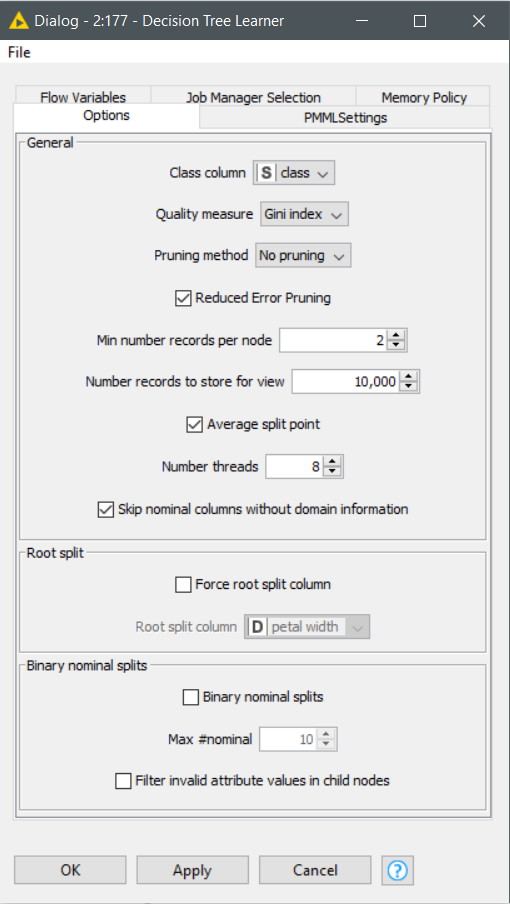 Dialog - 2:177 - Decision Tree Learner
File
Flow Variables Job Manager Selection Memory Policy
Options PMMLSettings
General
Class column S class
Quality measure Gini index
Pruning method No pruning
Reduced Error Pruning
Min number records per node 2
Number records to store for view 10,000
Average split point
Number threads 8
Skip nominal columns without domain information
Root split
Force root split column
Root split column D petal width
Binary nominal splits
Binary nominal splits
Max #nominal 10
Filter invalid attribute values in child nodes
OK Apply Cancel ?